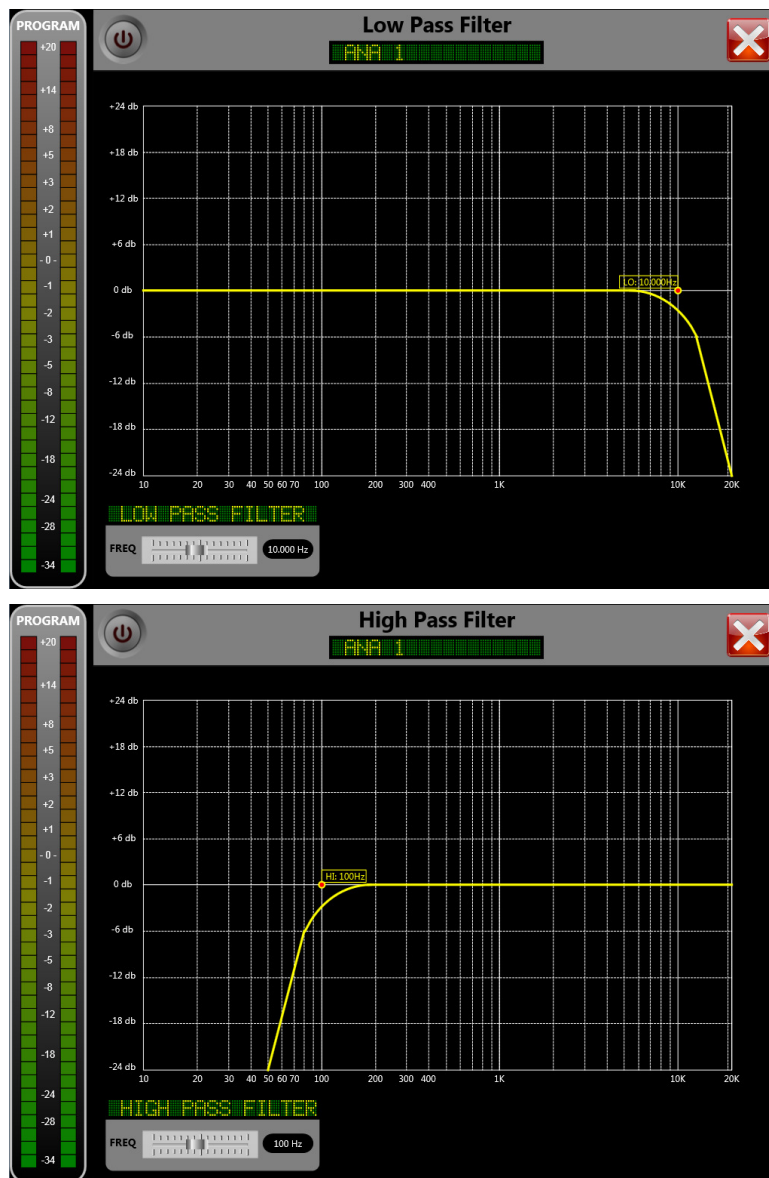 PROGRAM
Low Pass Filter
ANA 1
+20
+14
+8
+5
+3
+2
+1
- 0 -
-1
-2
-3
-5
-8
-12
-18
-24
-28
-34
+24 db
+18 db
+12 db
+6 db
0 db
-6 db
-12 db
-18 db
-24 db
LO: 10.000Hz
10 20 30 40 50 60 70 100 200 300 400 1K 10K 20K
LOW PASS FILTER
FREQ 10.000 Hz
PROGRAM
High Pass Filter
ANA 1
+20
+14
+8
+5
+3
+2
+1
- 0 -
-1
-2
-3
-5
-8
-12
-18
-24
-28
-34
+24 db
+18 db
+12 db
+6 db
0 db
-6 db
-12 db
-18 db
-24 db
HI: 100Hz
10 20 30 40 50 60 70 100 200 300 400 1K 10K 20K
HIGH PASS FILTER
FREQ 100 Hz